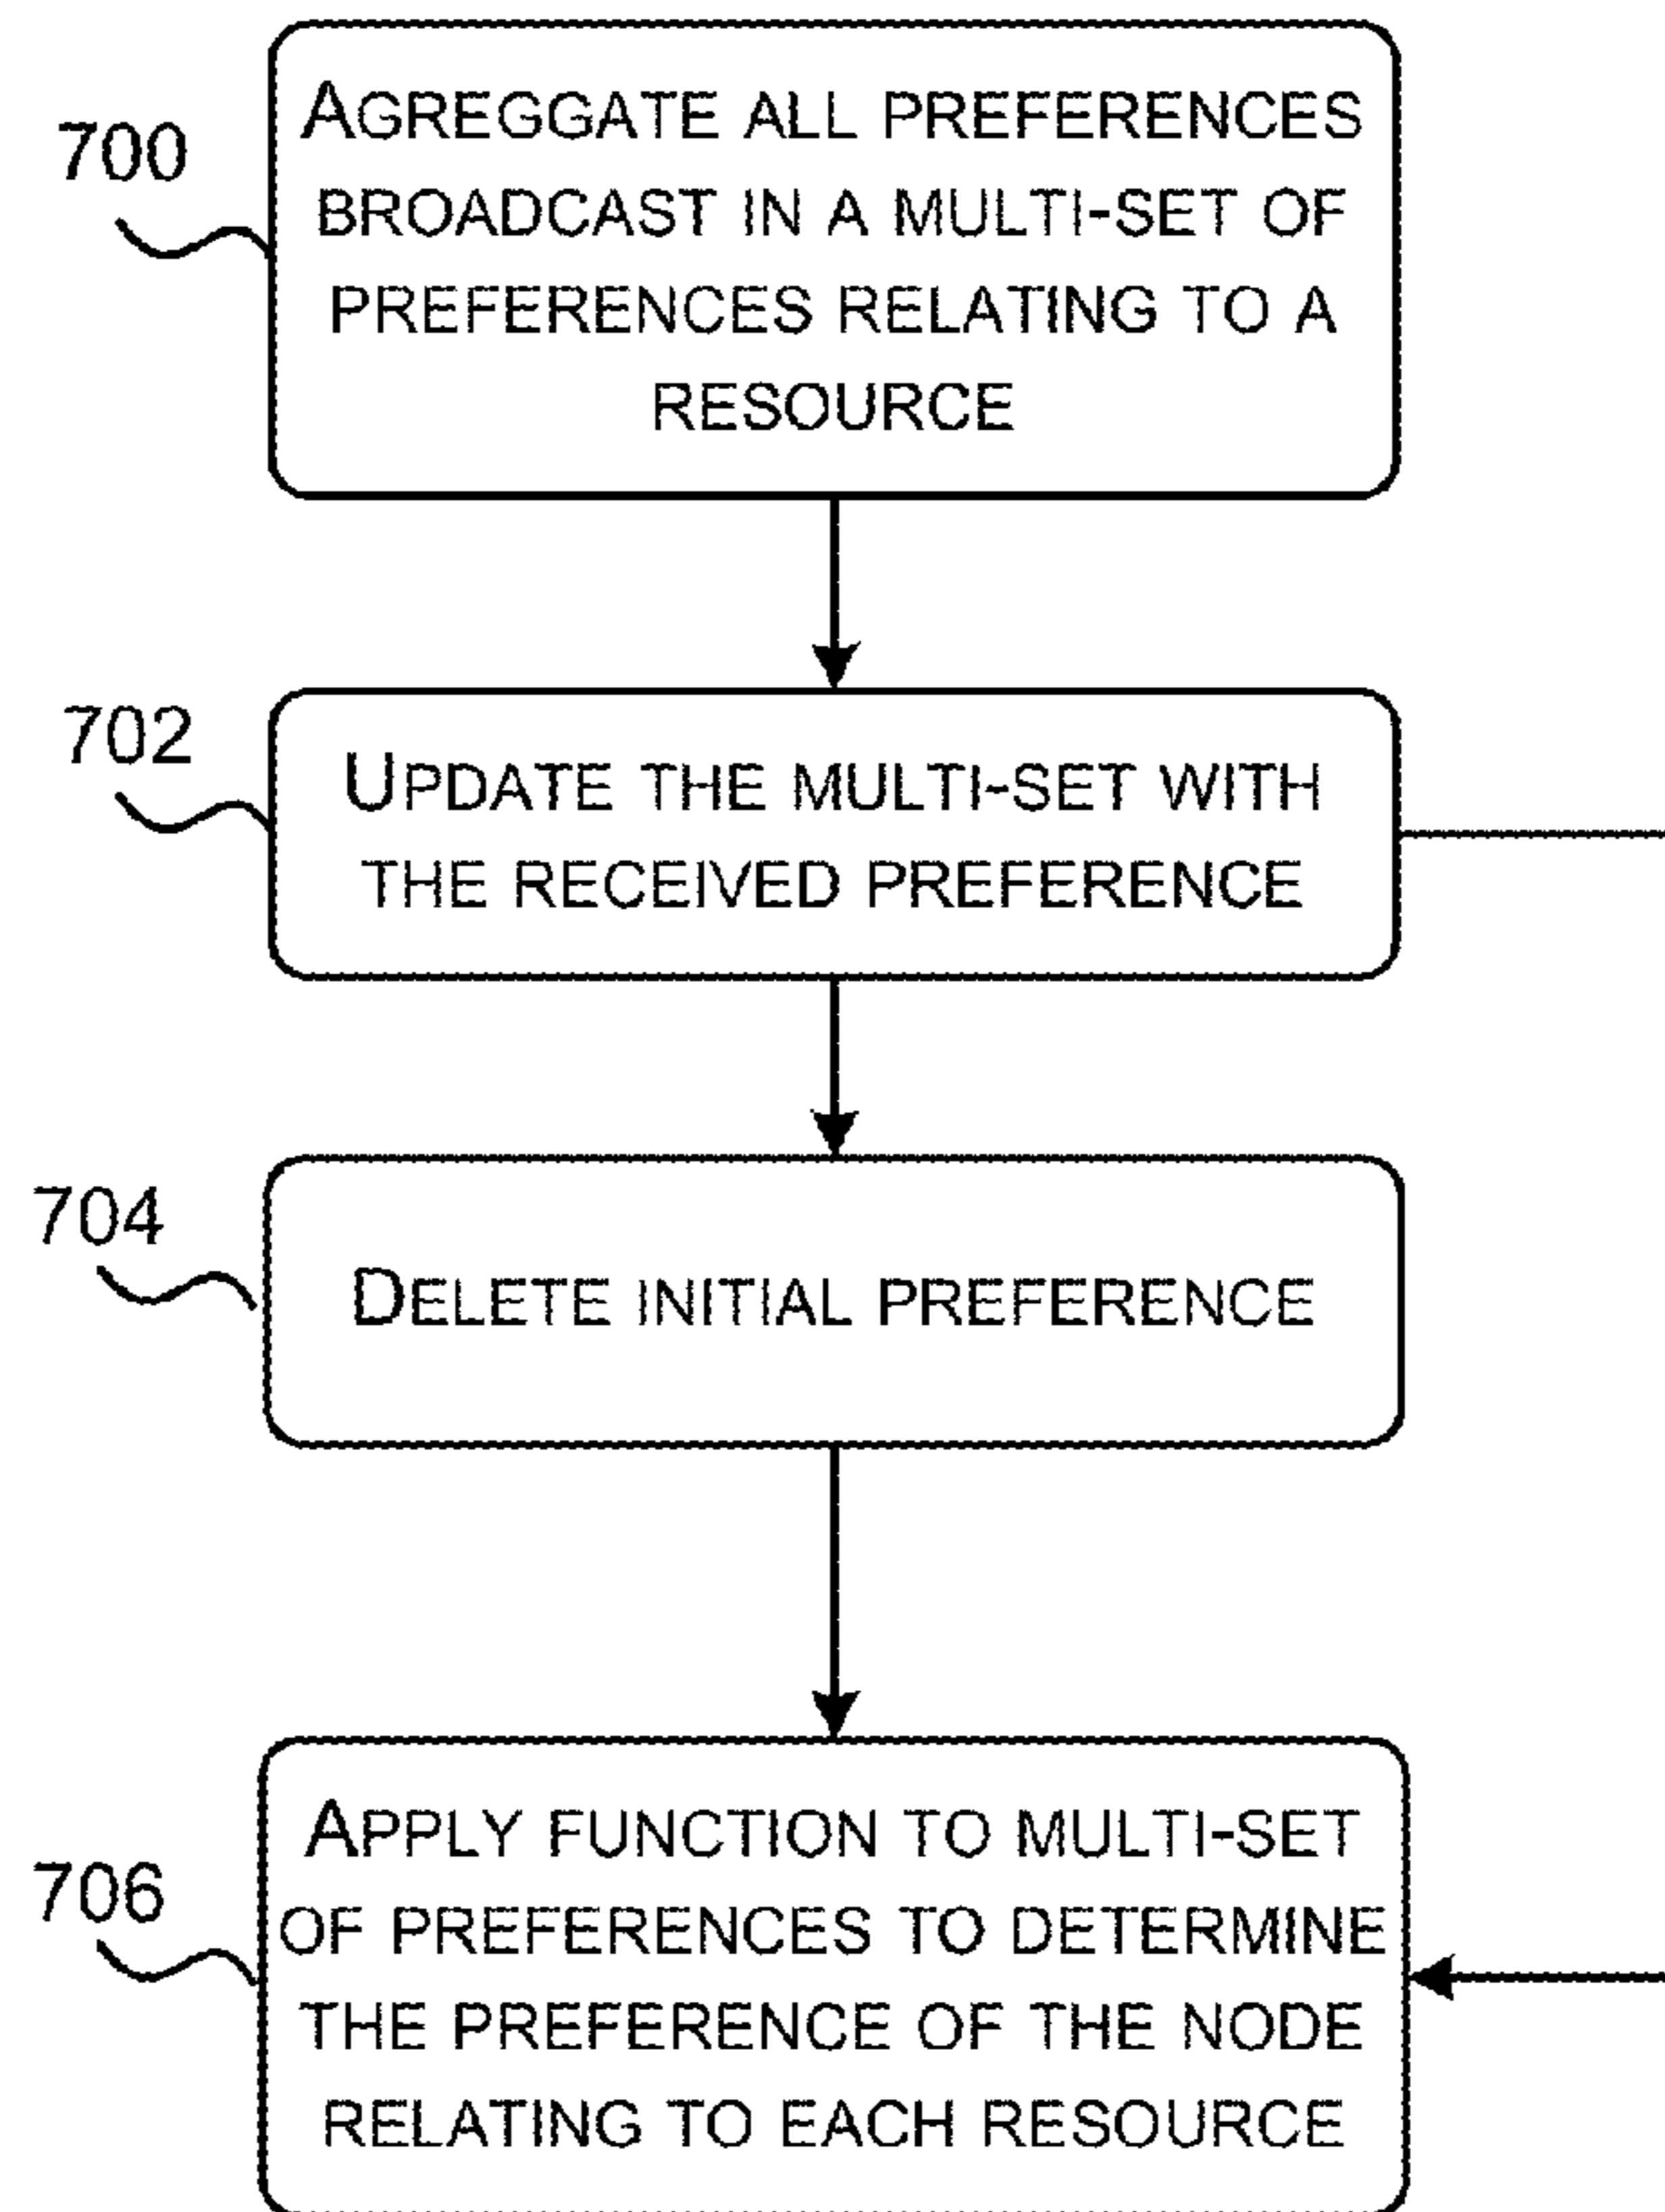 700
AGREGGATE ALL PREFERENCES
BROADCAST IN A MULTI-SET OF
PREFERENCES RELATING TO A
RESOURCE
702
UPDATE THE MULTI-SET WITH
THE RECEIVED PREFERENCE
704
DELETE INITIAL PREFERENCE
706
APPLY FUNCTION TO MULTI-SET
OF PREFERENCES TO DETERMINE
THE PREFERENCE OF THE NODE
RELATING TO EACH RESOURCE